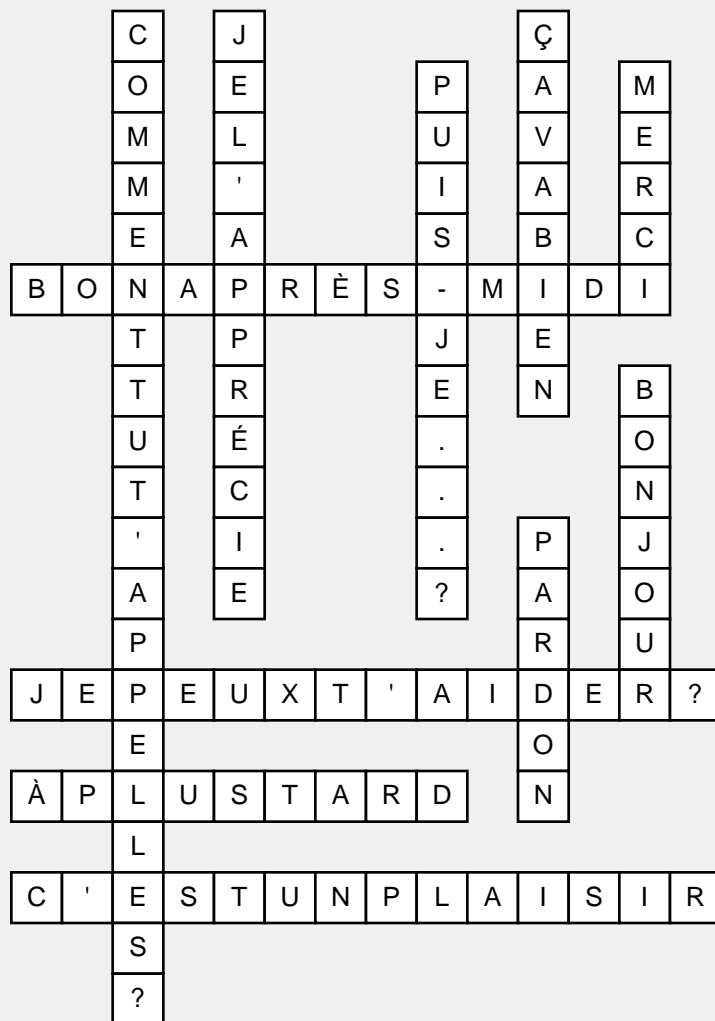 COMMENTTUT'APPELLES?
JEL'APPRÉCIE
ÇAVABIEN
PUIS-JE...?
MERCI
BONAPRÈS-MIDI
BONJOUR
PARDON
JEPEUXT'AIDER?
ÀPLUSTARD
C'ESTUNPLAISIR